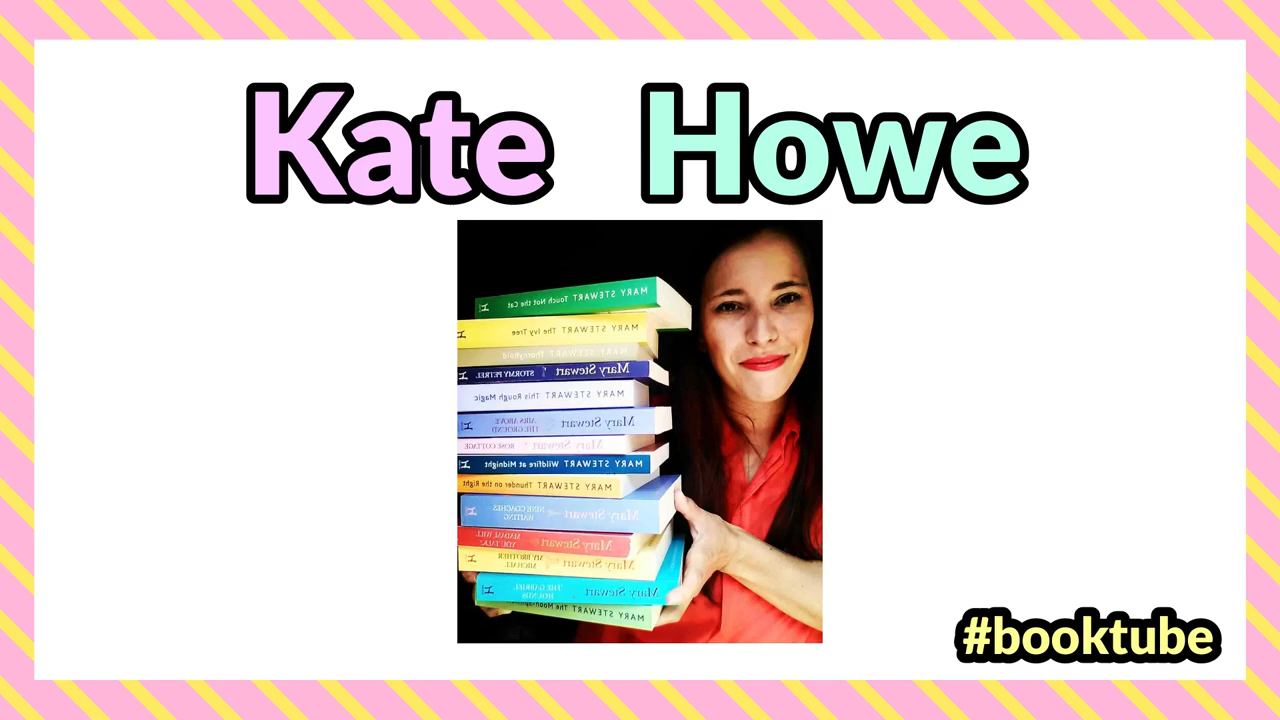 Kate Howe
MARY STEWART Touch Not the Cat
MARY STEWART The Ivy Tree
MARY STEWART Thornyhold
Mary Stewart STORMY PETREL
MARY STEWART This Rough Magic
Mary Stewart AIRS ABOVE
THE GROUND
Mary Stewart ROSE COTTAGE
MARY STEWART Wildfire at Midnight
MARY STEWART Thunder on the Right
Mary Stewart NINE COACHES
WAITING
Mary Stewart MADAM, WILL
YOU TALK?
Mary Stewart MY BROTHER
MICHAEL
Mary Stewart THE GABRIEL
HOUNDS
MARY STEWART The Moon-Spinners
#booktube